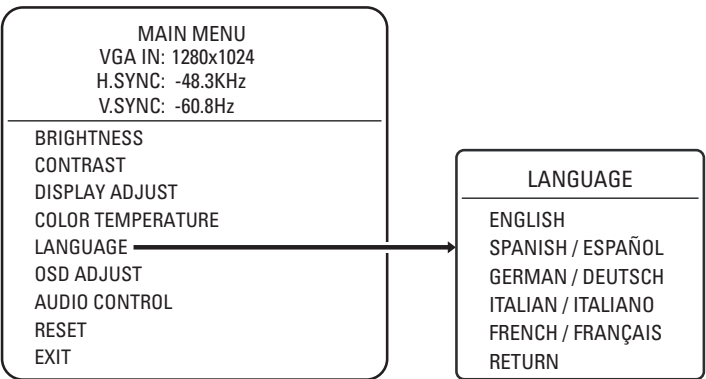 MAIN MENU
VGA IN: 1280x1024
H.SYNC: -48.3KHz
V.SYNC: -60.8Hz
BRIGHTNESS
CONTRAST
DISPLAY ADJUST
COLOR TEMPERATURE
LANGUAGE
OSD ADJUST
AUDIO CONTROL
RESET
EXIT
LANGUAGE
ENGLISH
SPANISH / ESPAÑOL
GERMAN / DEUTSCH
ITALIAN / ITALIANO
FRENCH / FRANÇAIS
RETURN